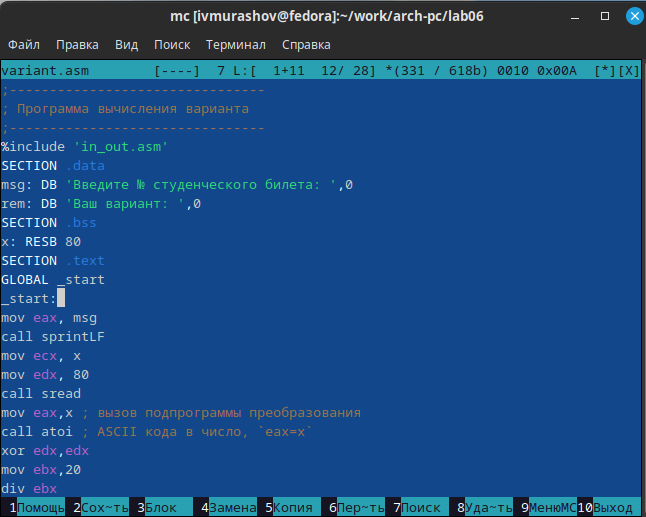 mc [ivmurashov@fedora]:~/work/arch-pc/lab06
Файл Правка Вид Поиск Терминал Справка
variant.asm [----] 7 L:[ 1+11 12/ 28] *(331 / 618b) 0010 0x00A [*][X]
;--------------------------------
; Программа вычисления варианта
;--------------------------------
%include 'in_out.asm'
SECTION .data
msg: DB 'Введите № студенческого билета: ',0
rem: DB 'Ваш вариант: ',0
SECTION .bss
x: RESB 80
SECTION .text
GLOBAL _start
_start:
mov eax, msg
call sprintLF
mov ecx, x
mov edx, 80
call sread
mov eax,x ; вызов подпрограммы преобразования
call atoi ; ASCII кода в число, `eax=x`
xor edx,edx
mov ebx,20
div ebx
1Помощь 2Сох~ть 3Блок 4Замена 5Копия 6Пер~ть 7Поиск 8Уда~ть 9МенюMC 10Выход